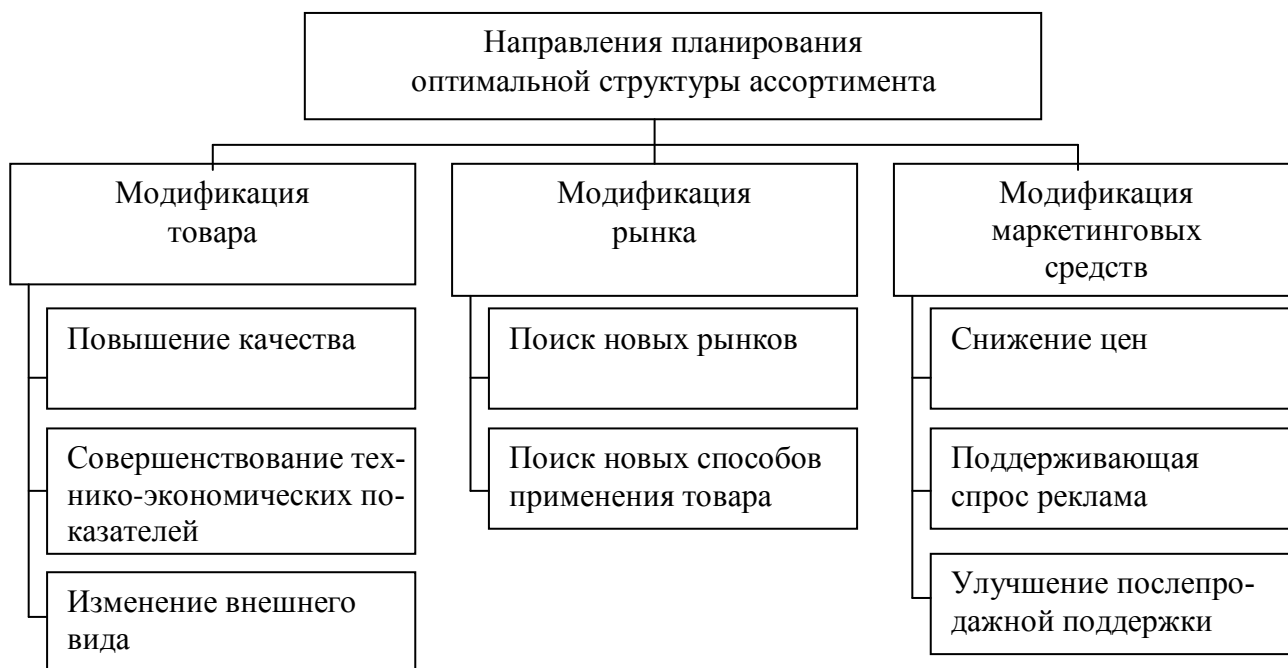 Направления планирования
оптимальной структуры ассортимента
Модификация
товара
Модификация
рынка
Модификация
маркетинговых
средств
Повышение качества
Совершенствование тех-
нико-экономических по-
казателей
Изменение внешнего
вида
Поиск новых рынков
Поиск новых способов
применения товара
Снижение цен
Поддерживающая
спрос реклама
Улучшение послепро-
дажной поддержки